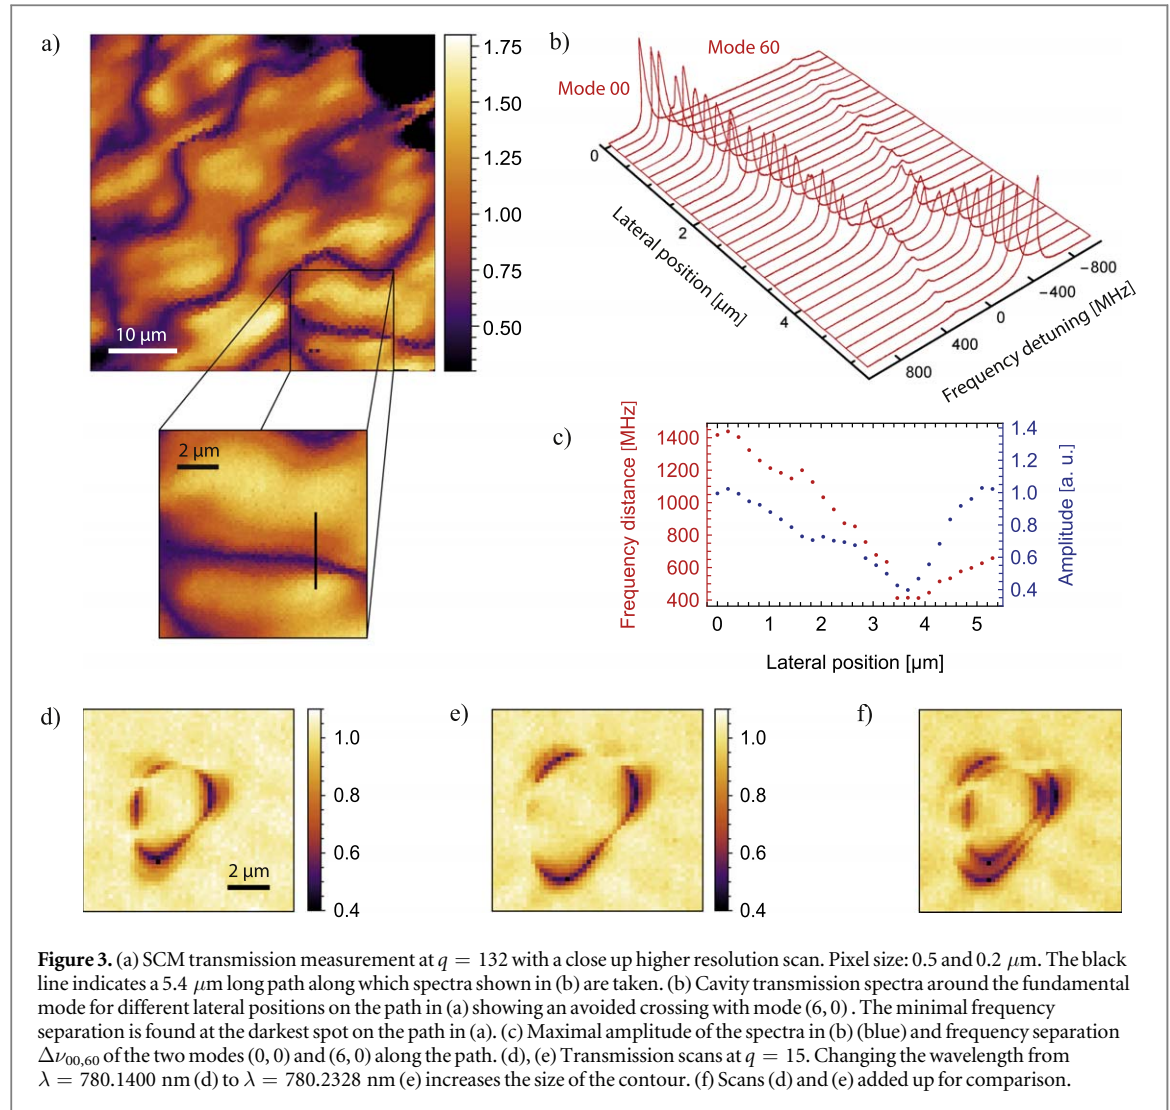 a)
1.75
1.50
1.25
1.00
0.75
0.50
10 µm
2 µm
b)
Mode 60
Mode 00
0
2
4
Lateral position [µm]
−800
−400
0
400
800
Frequency detuning [MHz]
c)
Frequency distance [MHz]
1400
1200
1000
800
600
400
1.4
1.2
1.0
0.8
0.6
0.4
Amplitude [a. u.]
0 1 2 3 4 5
Lateral position [µm]
d)
2 µm
1.0
0.8
0.6
0.4
e)
1.0
0.8
0.6
0.4
f)
Figure 3. (a) SCM transmission measurement at q = 132 with a close up higher resolution scan. Pixel size: 0.5 and 0.2 µm. The black
line indicates a 5.4 µm long path along which spectra shown in (b) are taken. (b) Cavity transmission spectra around the fundamental
mode for different lateral positions on the path in (a) showing an avoided crossing with mode (6, 0). The minimal frequency
separation is found at the darkest spot on the path in (a). (c) Maximal amplitude of the spectra in (b) (blue) and frequency separation
Δν00,60 of the two modes (0, 0) and (6, 0) along the path. (d), (e) Transmission scans at q = 15. Changing the wavelength from
λ = 780.1400 nm (d) to λ = 780.2328 nm (e) increases the size of the contour. (f) Scans (d) and (e) added up for comparison.